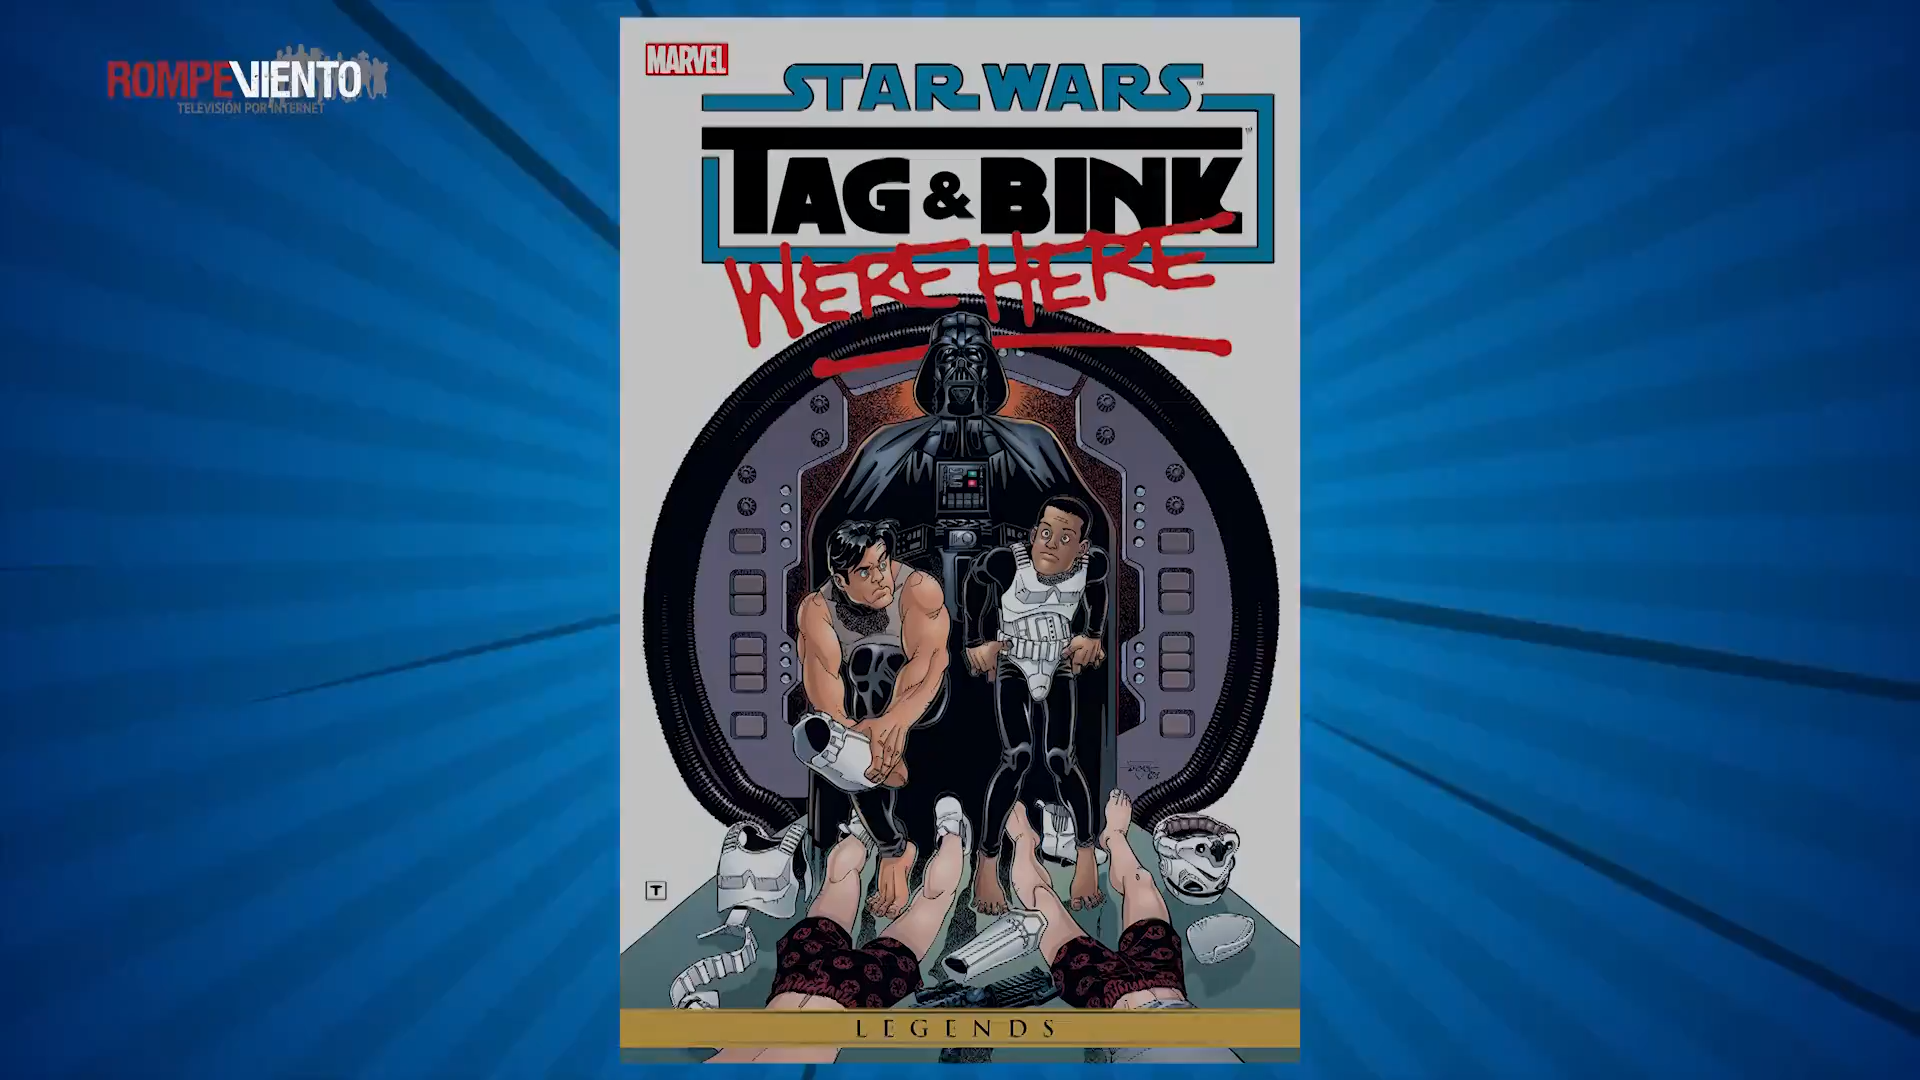 ROMPEVIENTO
TELEVISIÓN POR INTERNET
MARVEL
STAR WARS
TAG & BINK
WERE HERE
T
LEGENDS